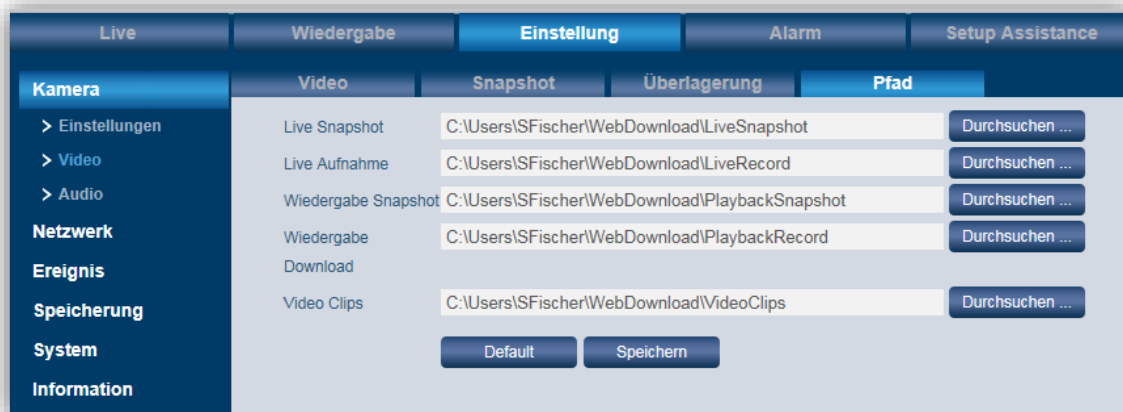 Live Wiedergabe Einstellung Alarm Setup Assistance
Kamera Video Snapshot Überlagerung Pfad
Einstellungen Live Snapshot C:\Users\SFischer\WebDownload\LiveSnapshot Durchsuchen ...
Video Live Aufnahme C:\Users\SFischer\WebDownload\LiveRecord Durchsuchen ...
Audio Wiedergabe Snapshot C:\Users\SFischer\WebDownload\PlaybackSnapshot Durchsuchen ...
Netzwerk Wiedergabe C:\Users\SFischer\WebDownload\PlaybackRecord Durchsuchen ...
Ereignis Download
Speicherung Video Clips C:\Users\SFischer\WebDownload\VideoClips Durchsuchen ...
System Default Speichern
Information